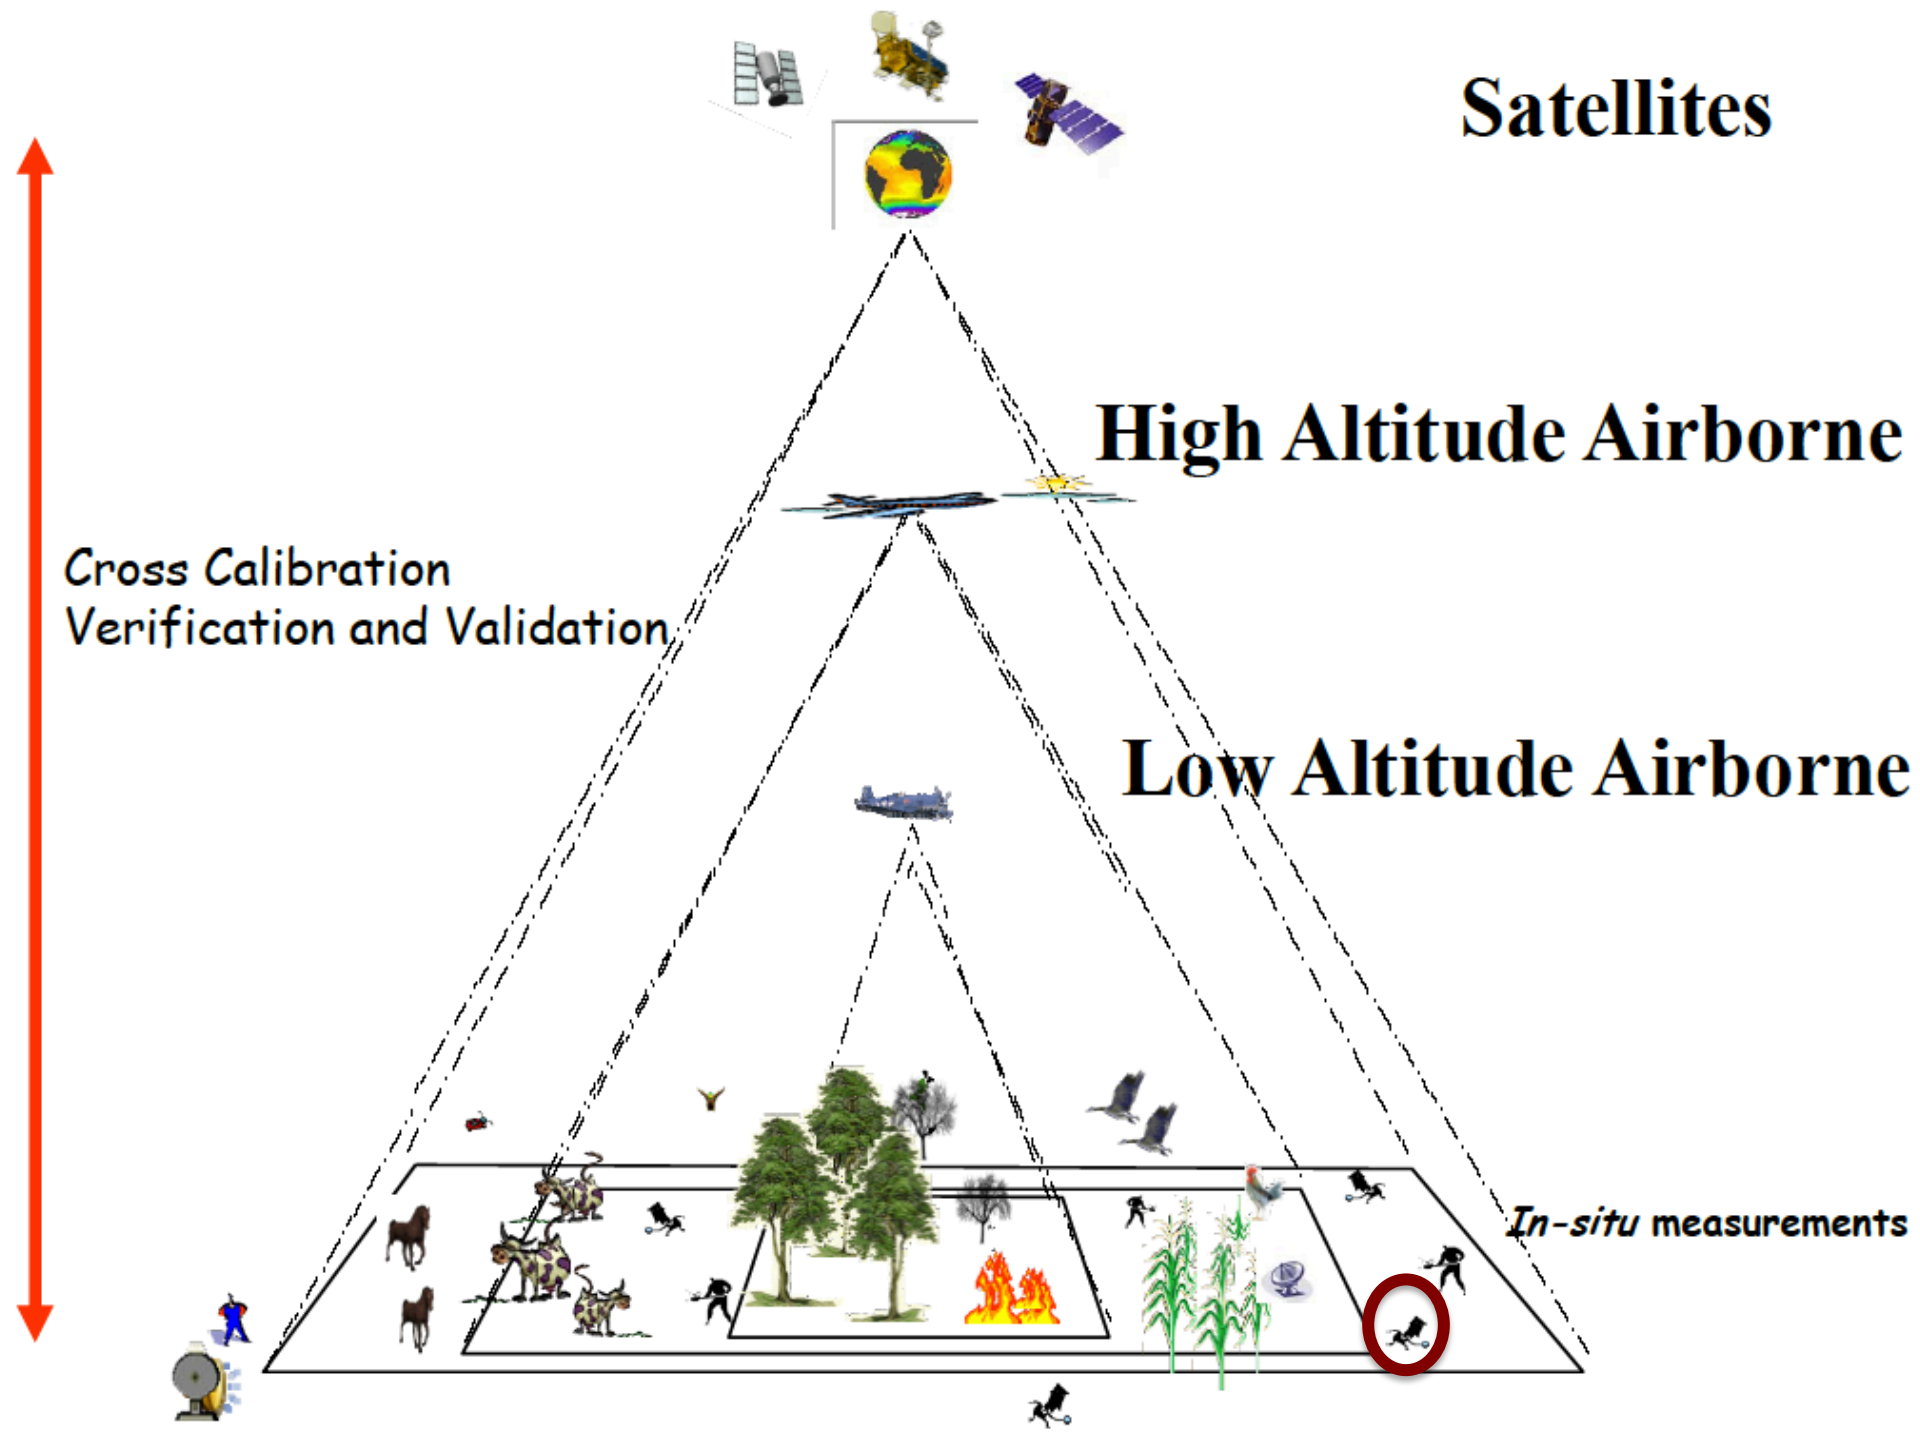 Satellites
High Altitude Airborne
Cross Calibration
Verification and Validation
Low Altitude Airborne
In-situ measurements